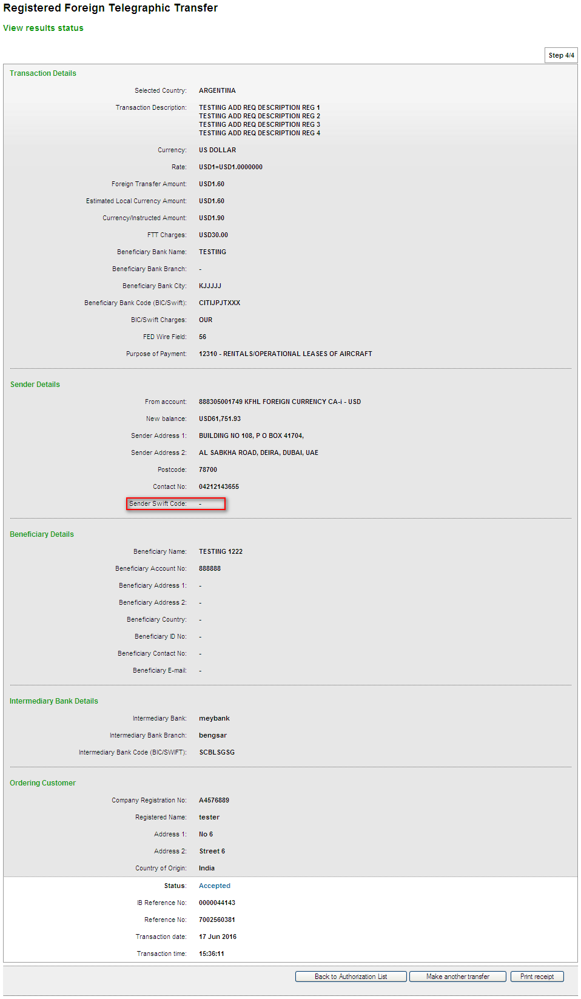 Registered Foreign Telegraphic Transfer
View results status
Step 4/4
Transaction Details
Selected Country: ARGENTINA
Transaction Description: TESTING ADD REQ DESCRIPTION REG 1
TESTING ADD REQ DESCRIPTION REG 2
TESTING ADD REQ DESCRIPTION REG 3
TESTING ADD REQ DESCRIPTION REG 4
Currency: US DOLLAR
Rate: USD1=USD1.0000000
Foreign Transfer Amount: USD1.60
Estimated Local Currency Amount: USD1.60
Currency/Instructed Amount: USD1.90
FTT Charges: USD30.00
Beneficiary Bank Name: TESTING
Beneficiary Bank Branch: -
Beneficiary Bank City: KJJJJJ
Beneficiary Bank Code (BIC/Swift): CITIJPJTXXX
BIC/Swift Charges: OUR
FED Wire Field: 56
Purpose of Payment: 12310 - RENTALS/OPERATIONAL LEASES OF AIRCRAFT
Sender Details
From account: 888305001749 KFHL FOREIGN CURRENCY CA-i - USD
New balance: USD61,751.93
Sender Address 1: BUILDING NO 108, P O BOX 41704,
Sender Address 2: AL SABKHA ROAD, DEIRA, DUBAI, UAE
Postcode: 78700
Contact No: 04212143655
Sender Swift Code: -
Beneficiary Details
Beneficiary Name: TESTING 1222
Beneficiary Account No: 888888
Beneficiary Address 1: -
Beneficiary Address 2: -
Beneficiary Country: -
Beneficiary ID No: -
Beneficiary Contact No: -
Beneficiary E-mail: -
Intermediary Bank Details
Intermediary Bank: meybank
Intermediary Bank Branch: bengsar
Intermediary Bank Code (BIC/SWIFT): SCBLSGSG
Ordering Customer
Company Registration No: A4576889
Registered Name: tester
Address 1: No 6
Address 2: Street 6
Country of Origin: India
Status: Accepted
IB Reference No: 0000044143
Reference No: 7002560381
Transaction date: 17 Jun 2016
Transaction time: 15:36:11
Back to Authorization List Make another transfer Print receipt